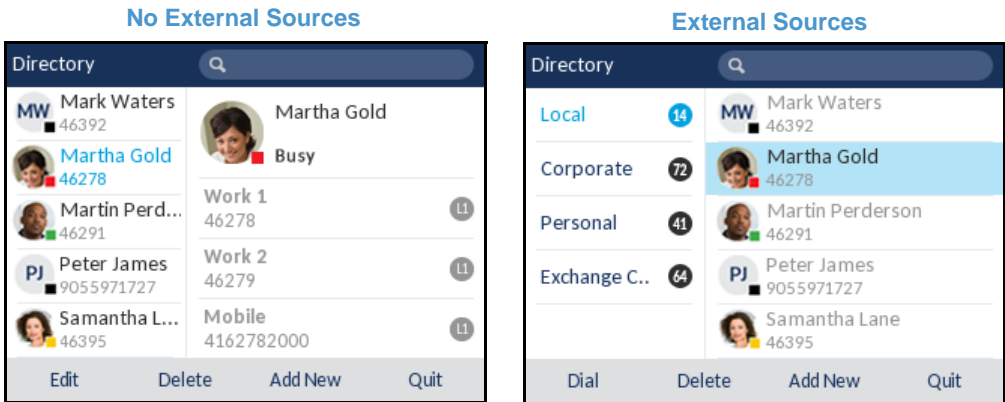 No External Sources
Directory
MW
Mark Waters
46392
Martha Gold
46278
Martin Perd...
46291
PJ
Peter James
9055971727
Samantha L...
46395
Martha Gold
Busy
Work 1
46278
L1
Work 2
46279
L1
Mobile
4162782000
L1
Edit Delete Add New Quit
External Sources
Directory
Local 14
Corporate 72
Personal 41
Exchange C.. 64
MW
Mark Waters
46392
Martha Gold
46278
Martin Perderson
46291
PJ
Peter James
9055971727
Samantha Lane
46395
Dial Delete Add New Quit